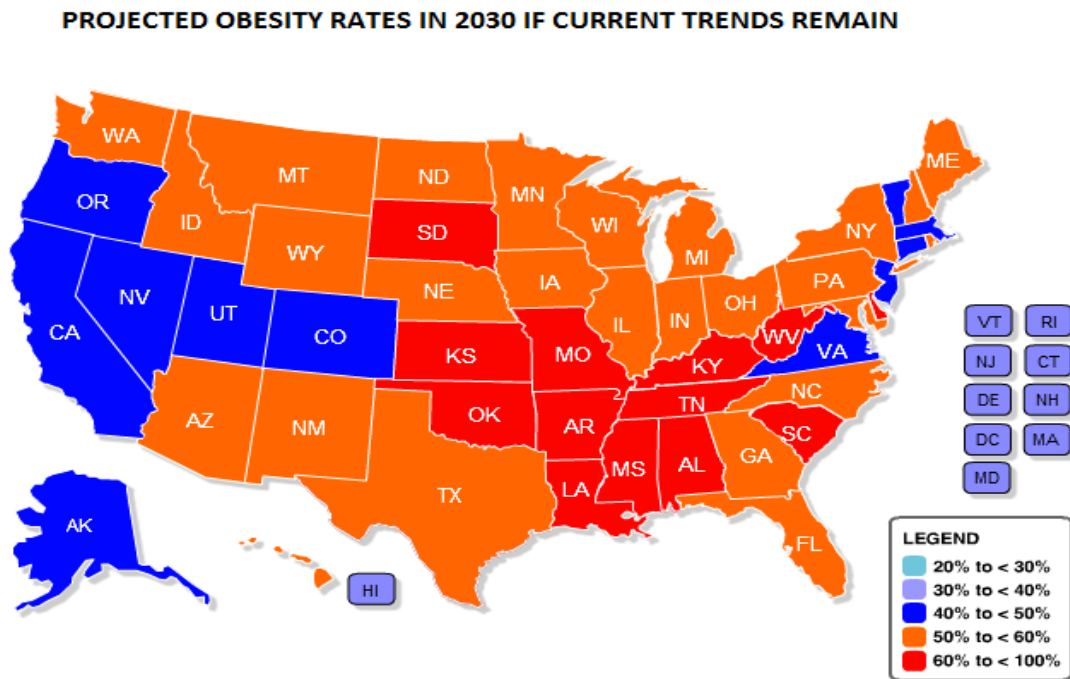 PROJECTED OBESITY RATES IN 2030 IF CURRENT TRENDS REMAIN
WA
MT
ND
MN
ME
OR
ID
WY
SD
WI
MI
NY
NV
UT
CO
NE
IA
IL
IN
OH
PA
CA
KS
MO
KY
WV
VA
AZ
NM
OK
AR
TN
NC
SC
TX
LA
MS
AL
GA
FL
AK
HI
VT RI
NJ CT
DE NH
DC MA
MD
LEGEND
20% to < 30%
30% to < 40%
40% to < 50%
50% to < 60%
60% to < 100%